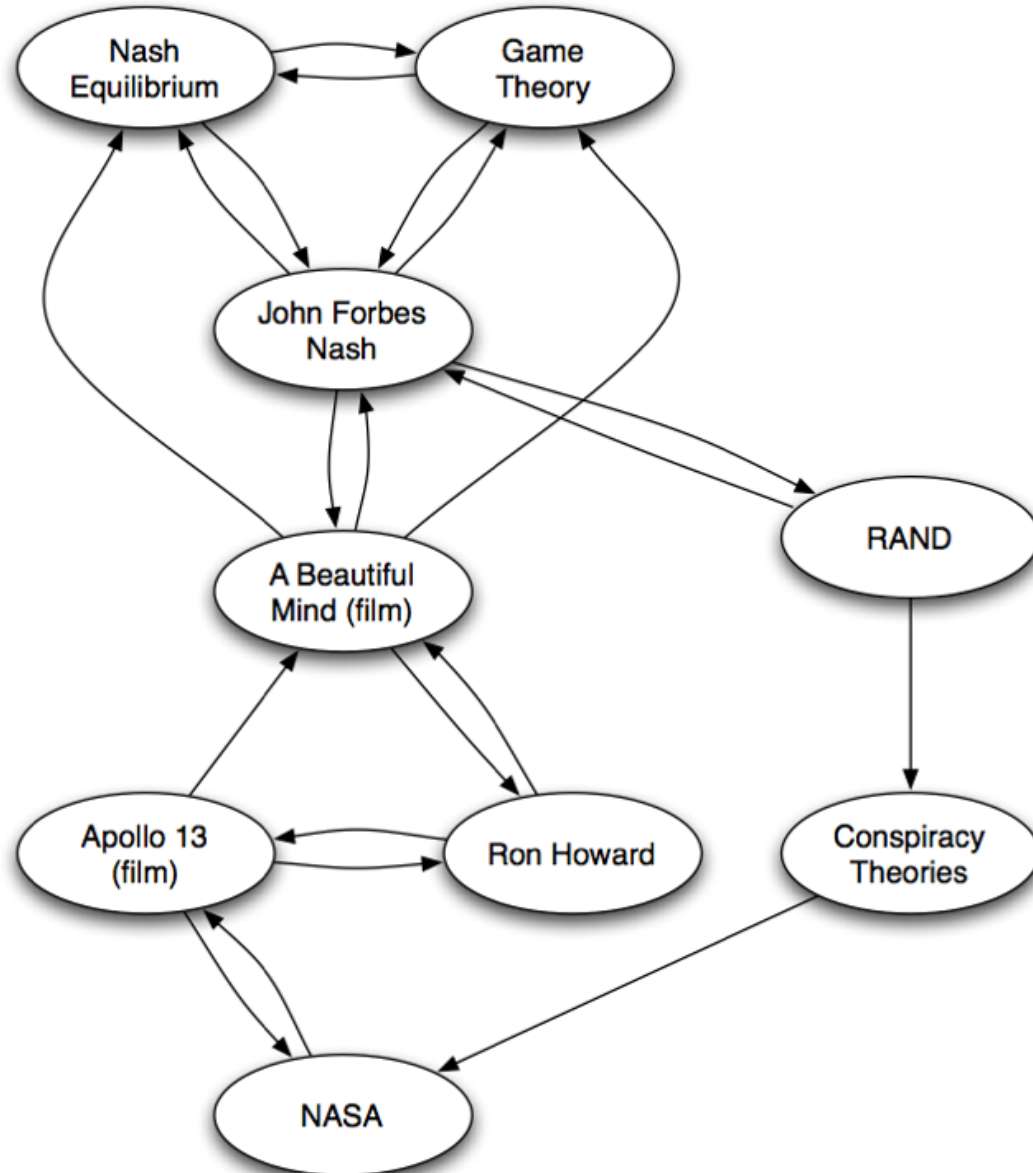 Nash
Equilibrium
Game
Theory
John Forbes
Nash
RAND
A Beautiful
Mind (film)
Apollo 13
(film)
Ron Howard
Conspiracy
Theories
NASA